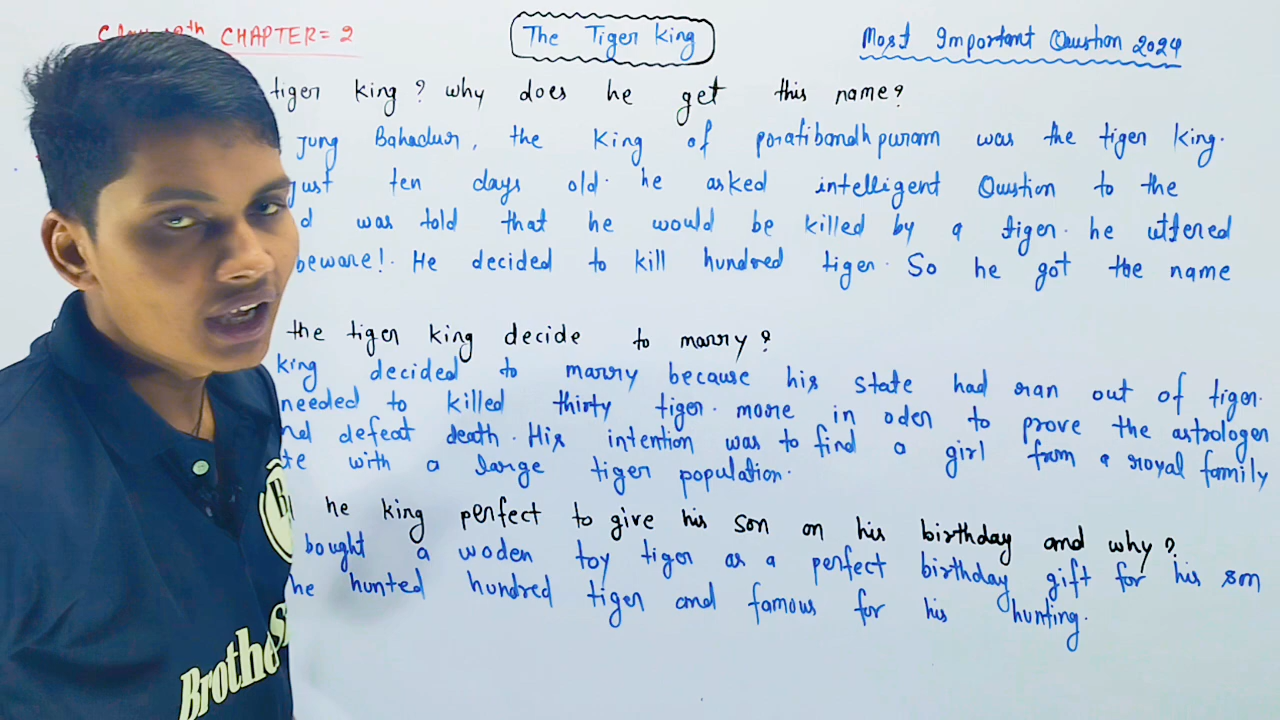 CHAPTER= 2
The Tiger King
Most Important Qustion 2024
tiger king? why does he get this name?
Jung Bahadur, the King of poratibandhpuram was the tiger king.
just ten days old. he asked intelligent Qustion to the
d was told that he would be killed by a tiger. he uttered
beware!. He decided to kill hundred tiger. So he got the name
the tiger king decide to marry?
king decided to marry because his state had ran out of tiger.
needed to killed thirty tiger. more in oder to prove the astrologer
defeat death. His intention was to find a girl from a royal family
te with a large tiger population.
he king perfect to give his son on his birthday and why?
bought a woden toy tiger as a perfect birthday gift for his son
he hunted hundred tiger and famous for his hunting.
Brothe